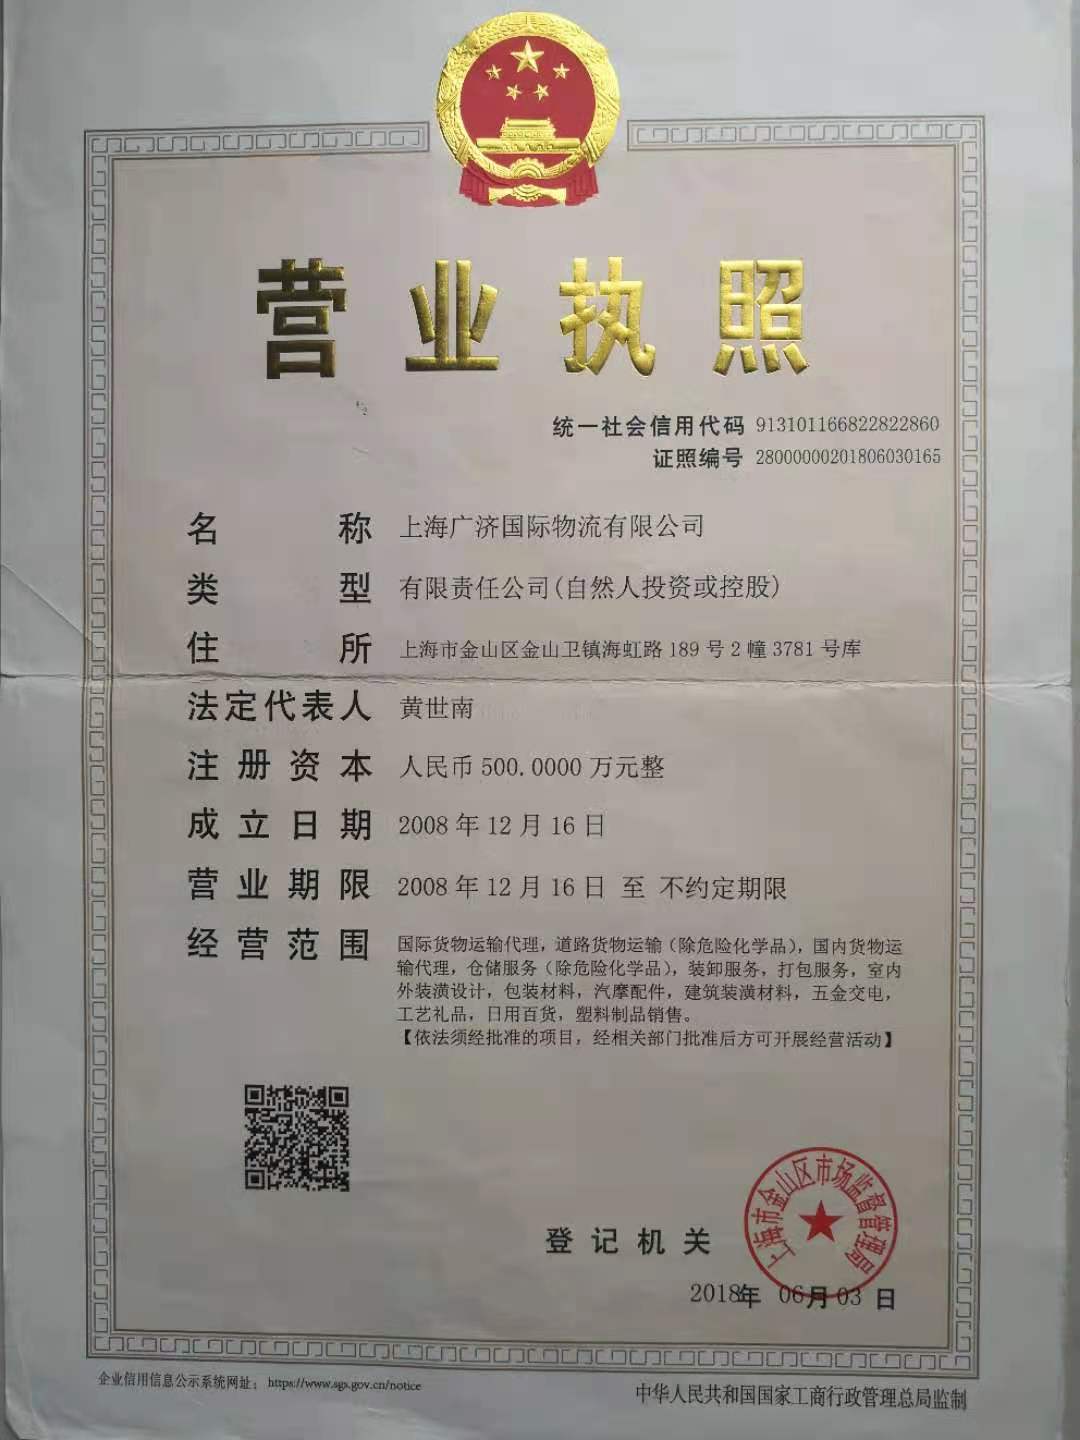 营业执照
统一社会信用代码 913101166822822860
证照编号 28000000201806030165
名称 上海广济国际物流有限公司
类型 有限责任公司(自然人投资或控股)
住所 上海市金山区金山卫镇海虹路189号2幢3781号库
法定代表人 黄世南
注册资本 人民币500.0000万元整
成立日期 2008年12月16日
营业期限 2008年12月16日 至 不约定期限
经营范围 国际货物运输代理，道路货物运输（除危险化学品），国内货物运
输代理，仓储服务（除危险化学品），装卸服务，打包服务，室内
外装潢设计，包装材料，汽摩配件，建筑装潢材料，五金交电，
工艺礼品，日用百货，塑料制品销售。
【依法须经批准的项目，经相关部门批准后方可开展经营活动】
上海市金山区市场监督管理局
登记机关
2018年 06月 03日
企业信用信息公示系统网址： https://www.sgs.gov.cn/notice
中华人民共和国国家工商行政管理总局监制